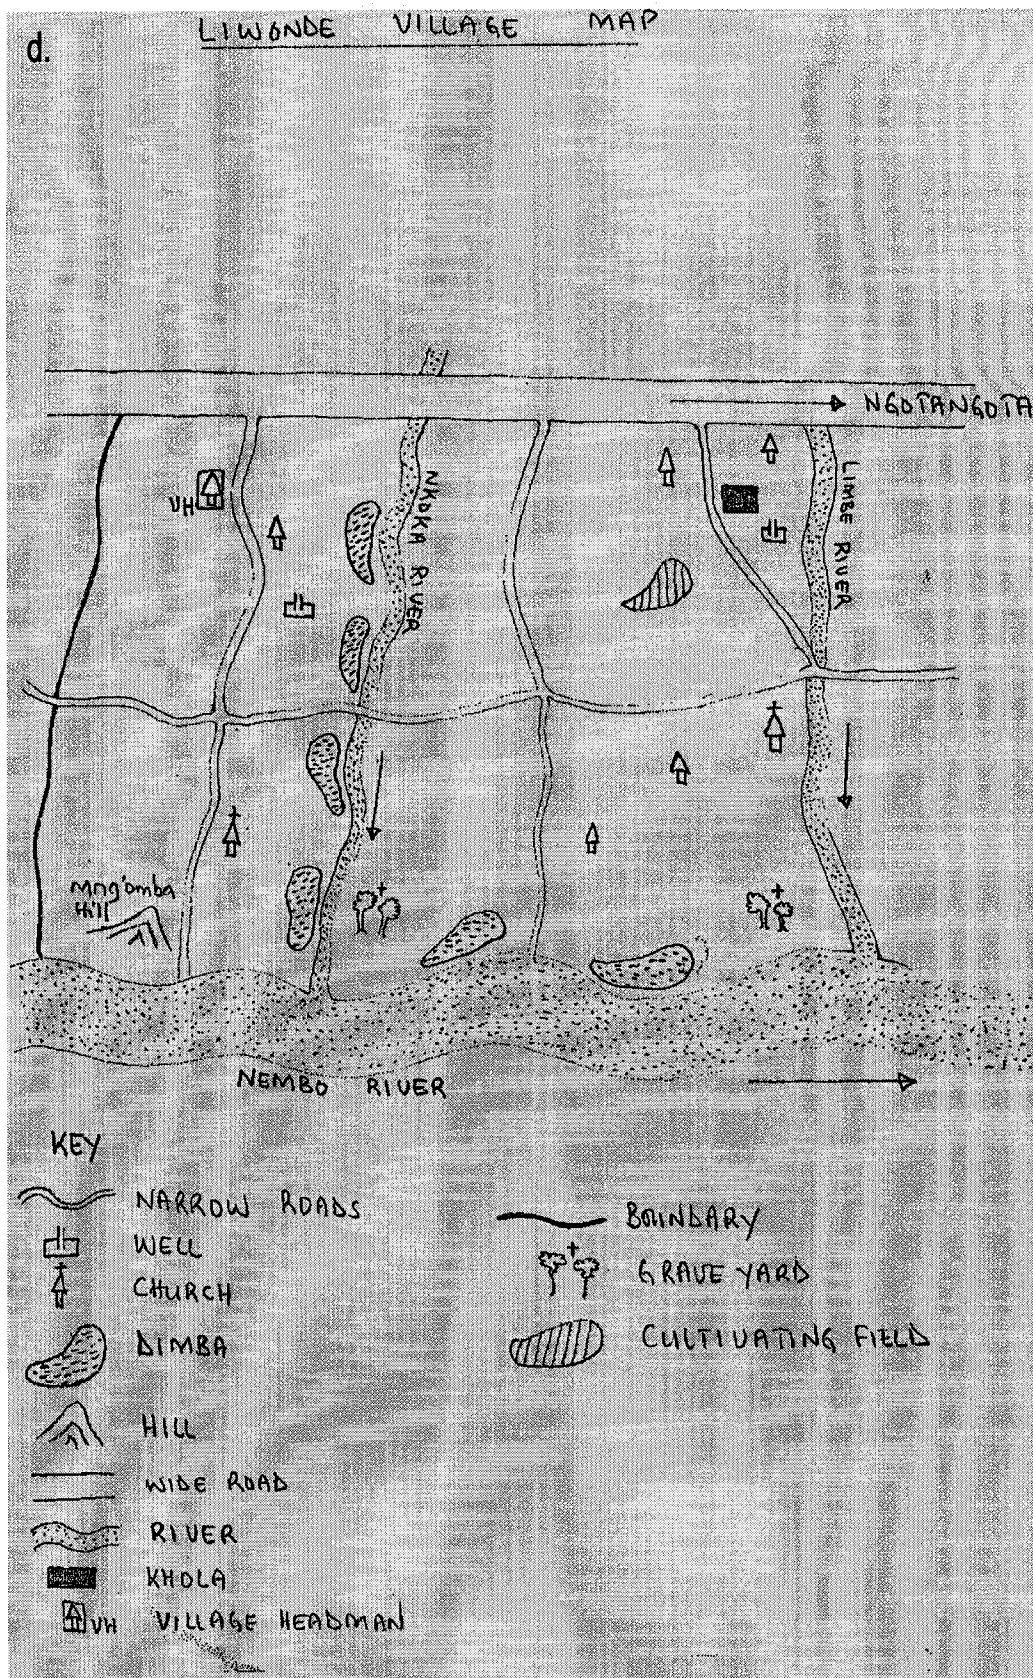 d.
LIWONDE VILLAGE MAP
NGOTANGOTA
VH
NKOKA RIVER
LIMBE RIVER
Mng'omba
Hill
NEMBO RIVER
KEY
NARROW ROADS
WELL
CHURCH
DIMBA
HILL
WIDE ROAD
RIVER
KHOLA
VH VILLAGE HEADMAN
BOUNDARY
GRAVE YARD
CULTIVATING FIELD